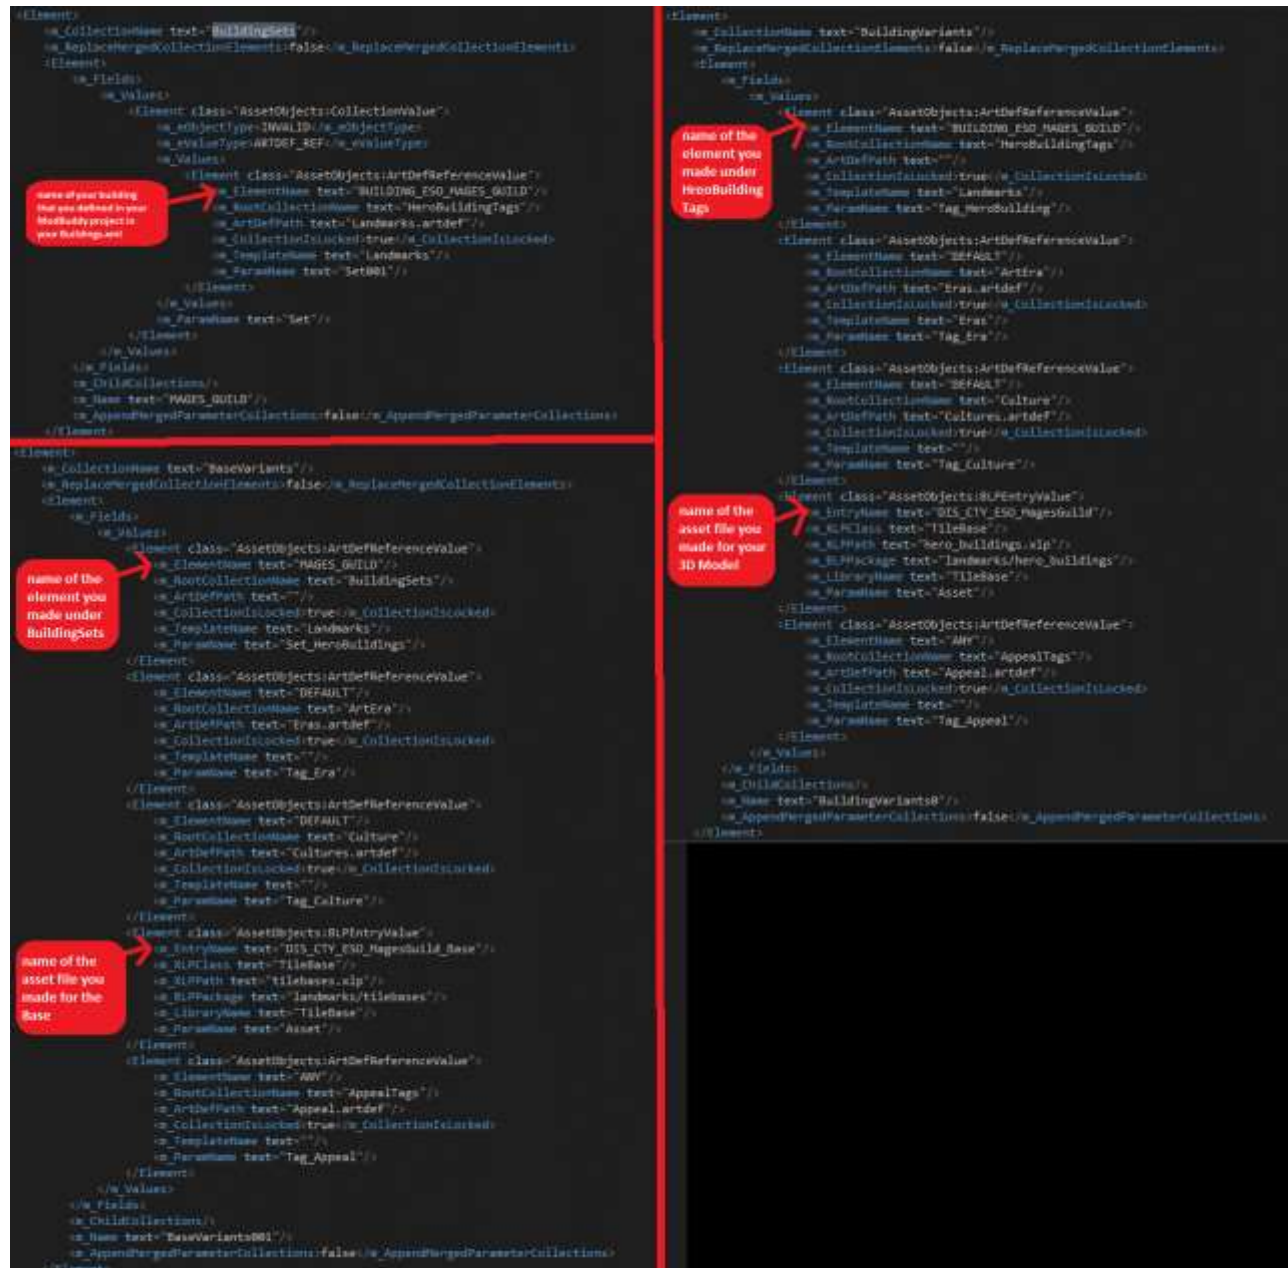 <Element>
<m_CollectionName text="BuildingSets"/>
<m_ReplaceMergedCollectionElements>false</m_ReplaceMergedCollectionElements>
<Element>
<m_Fields>
<m_Values>
<Element class="AssetObjects:CollectionValue">
<m_eObjectType>INVALID</m_eObjectType>
<m_eValueType>ARTDEF_REF</m_eValueType>
<m_Values>
<Element class="AssetObjects:ArtDefReferenceValue">
<m_ElementName text="BUILDING_ESO_MAGES_GUILD"/>
<m_RootCollectionName text="HeroBuildingTags"/>
<m_ArtDefPath text="Landmarks.artdef"/>
<m_CollectionIsLocked>true</m_CollectionIsLocked>
<m_TemplateName text="Landmarks"/>
<m_ParamName text="Set001"/>
</Element>
</m_Values>
<m_ParamName text="Set"/>
</Element>
</m_Values>
</m_Fields>
<m_ChildCollections/>
<m_Name text="MAGES_GUILD"/>
<m_AppendMergedParameterCollections>false</m_AppendMergedParameterCollections>
</Element>
name of your building
that you defined in your
ModBuddy project in
your Buildings.xml
<Element>
<m_CollectionName text="BaseVariants"/>
<m_ReplaceMergedCollectionElements>false</m_ReplaceMergedCollectionElements>
<Element>
<m_Fields>
<m_Values>
<Element class="AssetObjects:ArtDefReferenceValue">
<m_ElementName text="MAGES_GUILD"/>
<m_RootCollectionName text="BuildingSets"/>
<m_ArtDefPath text=""/>
<m_CollectionIsLocked>true</m_CollectionIsLocked>
<m_TemplateName text="Landmarks"/>
<m_ParamName text="Set_HeroBuildings"/>
</Element>
<Element class="AssetObjects:ArtDefReferenceValue">
<m_ElementName text="DEFAULT"/>
<m_RootCollectionName text="ArtEra"/>
<m_ArtDefPath text="Eras.artdef"/>
<m_CollectionIsLocked>true</m_CollectionIsLocked>
<m_TemplateName text=""/>
<m_ParamName text="Tag_Era"/>
</Element>
<Element class="AssetObjects:ArtDefReferenceValue">
<m_ElementName text="DEFAULT"/>
<m_RootCollectionName text="Culture"/>
<m_ArtDefPath text="Cultures.artdef"/>
<m_CollectionIsLocked>true</m_CollectionIsLocked>
<m_TemplateName text=""/>
<m_ParamName text="Tag_Culture"/>
</Element>
<Element class="AssetObjects:BLPEntryValue">
<m_EntryName text="DIS_CTY_ESO_MagesGuild_Base"/>
<m_XLPClass text="TileBase"/>
<m_XLPPath text="tilebases.xlp"/>
<m_BLPPackage text="landmarks/tilebases"/>
<m_LibraryName text="TileBase"/>
<m_ParamName text="Asset"/>
</Element>
<Element class="AssetObjects:ArtDefReferenceValue">
<m_ElementName text="ANY"/>
<m_RootCollectionName text="AppealTags"/>
<m_ArtDefPath text="Appeal.artdef"/>
<m_CollectionIsLocked>true</m_CollectionIsLocked>
<m_TemplateName text=""/>
<m_ParamName text="Tag_Appeal"/>
</Element>
</m_Values>
</m_Fields>
<m_ChildCollections/>
<m_Name text="BaseVariants001"/>
<m_AppendMergedParameterCollections>false</m_AppendMergedParameterCollections>
</Element>
name of the
element you
made under
BuildingSets
name of the
asset file you
made for the
Base
<Element>
<m_CollectionName text="BuildingVariants"/>
<m_ReplaceMergedCollectionElements>false</m_ReplaceMergedCollectionElements>
<Element>
<m_Fields>
<m_Values>
<Element class="AssetObjects:ArtDefReferenceValue">
<m_ElementName text="BUILDING_ESO_MAGES_GUILD"/>
<m_RootCollectionName text="HeroBuildingTags"/>
<m_ArtDefPath text=""/>
<m_CollectionIsLocked>true</m_CollectionIsLocked>
<m_TemplateName text="Landmarks"/>
<m_ParamName text="Tag_HeroBuilding"/>
</Element>
<Element class="AssetObjects:ArtDefReferenceValue">
<m_ElementName text="DEFAULT"/>
<m_RootCollectionName text="ArtEra"/>
<m_ArtDefPath text="Eras.artdef"/>
<m_CollectionIsLocked>true</m_CollectionIsLocked>
<m_TemplateName text="Eras"/>
<m_ParamName text="Tag_Era"/>
</Element>
<Element class="AssetObjects:ArtDefReferenceValue">
<m_ElementName text="DEFAULT"/>
<m_RootCollectionName text="Culture"/>
<m_ArtDefPath text="Cultures.artdef"/>
<m_CollectionIsLocked>true</m_CollectionIsLocked>
<m_TemplateName text=""/>
<m_ParamName text="Tag_Culture"/>
</Element>
<Element class="AssetObjects:BLPEntryValue">
<m_EntryName text="DIS_CTY_ESO_MagesGuild"/>
<m_XLPClass text="TileBase"/>
<m_XLPPath text="hero_buildings.xlp"/>
<m_BLPPackage text="landmarks/hero_buildings"/>
<m_LibraryName text="TileBase"/>
<m_ParamName text="Asset"/>
</Element>
<Element class="AssetObjects:ArtDefReferenceValue">
<m_ElementName text="ANY"/>
<m_RootCollectionName text="AppealTags"/>
<m_ArtDefPath text="Appeal.artdef"/>
<m_CollectionIsLocked>true</m_CollectionIsLocked>
<m_TemplateName text=""/>
<m_ParamName text="Tag_Appeal"/>
</Element>
</m_Values>
</m_Fields>
<m_ChildCollections/>
<m_Name text="BuildingVariants0"/>
<m_AppendMergedParameterCollections>false</m_AppendMergedParameterCollections>
</Element>
name of the
element you
made under
HeroBuilding
Tags
name of the
asset file you
made for your
3D Model